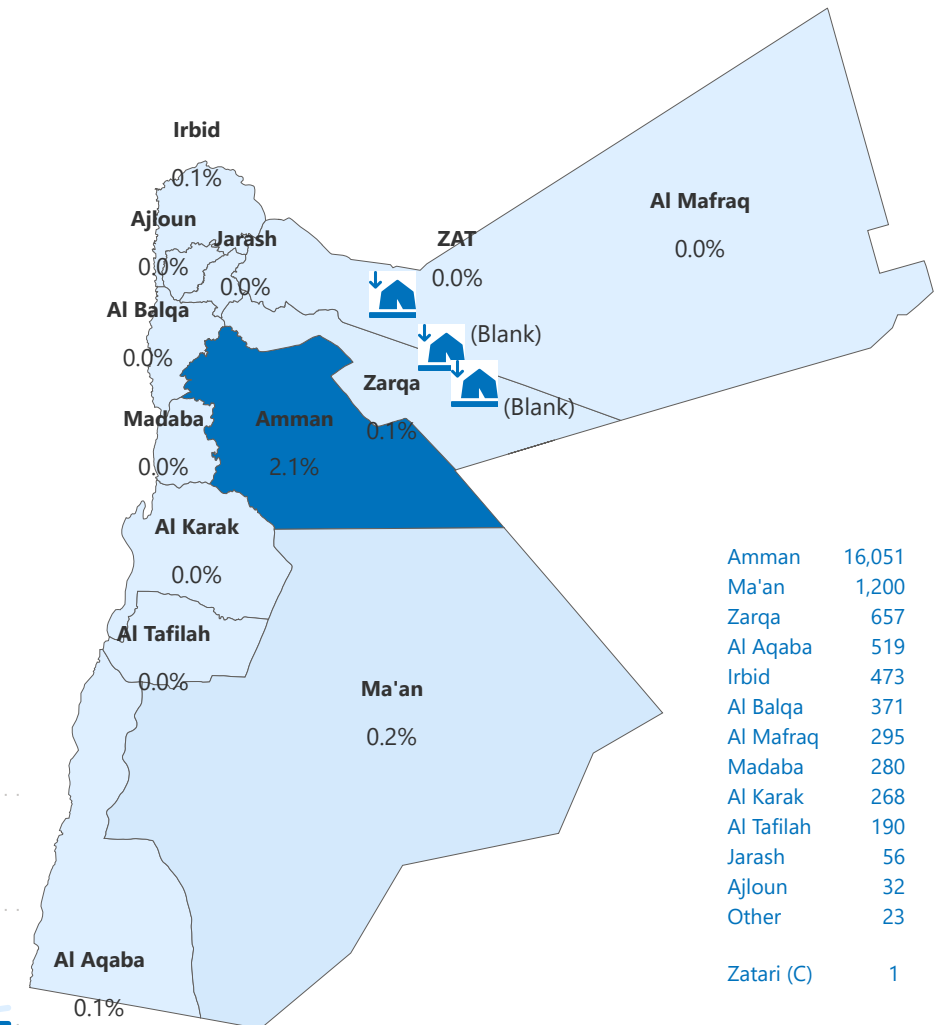 Irbid
0.1%
Ajloun
0.0%
Jarash
0.0%
ZAT
0.0%
Al Mafraq
0.0%
Al Balqa
0.0%
(Blank)
(Blank)
Zarqa
0.1%
Madaba
0.0%
Amman
2.1%
Al Karak
0.0%
Al Tafilah
0.0%
Ma'an
0.2%
Al Aqaba
0.1%
Amman 16,051
Ma'an 1,200
Zarqa 657
Al Aqaba 519
Irbid 473
Al Balqa 371
Al Mafraq 295
Madaba 280
Al Karak 268
Al Tafilah 190
Jarash 56
Ajloun 32
Other 23
Zatari (C) 1